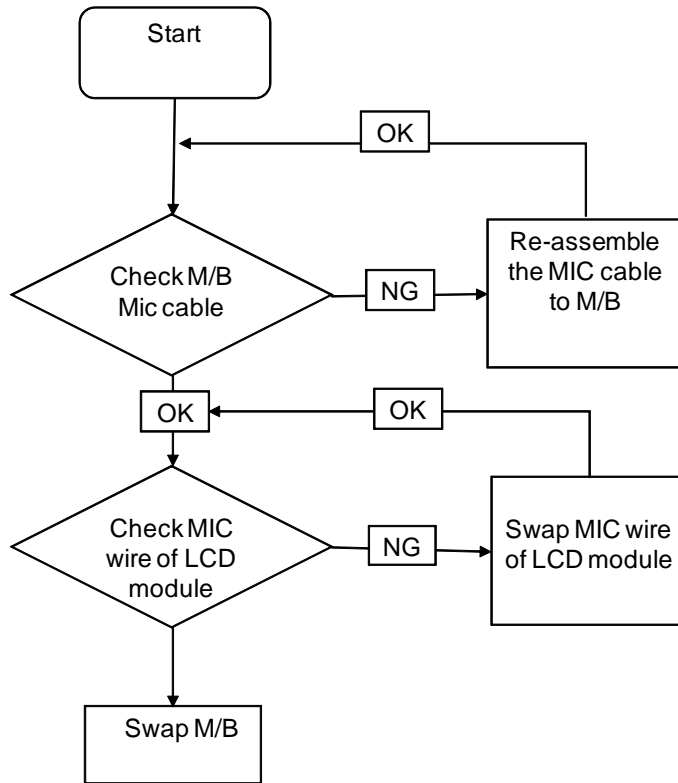 Start
OK
Check M/B
Mic cable
NG
Re-assemble
the MIC cable
to M/B
OK
OK
Check MIC
wire of LCD
module
NG
Swap MIC wire
of LCD module
Swap M/B